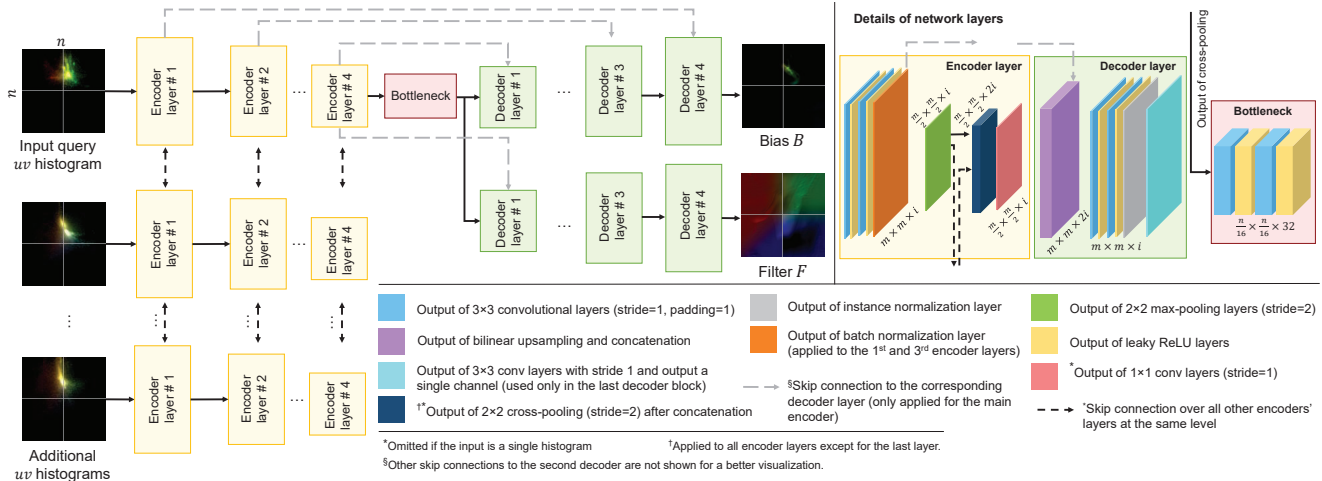 n
n
Input query
uv histogram
Encoder
layer # 1
Encoder
layer # 2
...
Encoder
layer #4
Bottleneck
Decoder
layer # 1
...
Decoder
layer # 3
Decoder
layer # 4
Bias B
Encoder
layer # 1
Encoder
layer # 2
...
Encoder
layer #4
Decoder
layer # 1
...
Decoder
layer # 3
Decoder
layer # 4
Filter F
...
...
...
...
Encoder
layer # 1
Encoder
layer # 2
...
Encoder
layer #4
Additional
uv histograms
Details of network layers
Encoder layer
m × m × i
m/2 × m/2 × i
m/2 × m/2 × 2i
m/2 × m/2 × i
Decoder layer
m × m × 2i
m × m × i
Output of cross-pooling
Bottleneck
n/16 × n/16 × 32
Output of 3×3 convolutional layers (stride=1, padding=1)
Output of bilinear upsampling and concatenation
Output of 3×3 conv layers with stride 1 and output a
single channel (used only in the last decoder block)
†*Output of 2×2 cross-pooling (stride=2) after concatenation
Output of instance normalization layer
Output of batch normalization layer
(applied to the 1st and 3rd encoder layers)
§Skip connection to the corresponding
decoder layer (only applied for the main
encoder)
Output of 2×2 max-pooling layers (stride=2)
Output of leaky ReLU layers
*Output of 1×1 conv layers (stride=1)
*Skip connection over all other encoders'
layers at the same level
*Omitted if the input is a single histogram
†Applied to all encoder layers except for the last layer.
§Other skip connections to the second decoder are not shown for a better visualization.